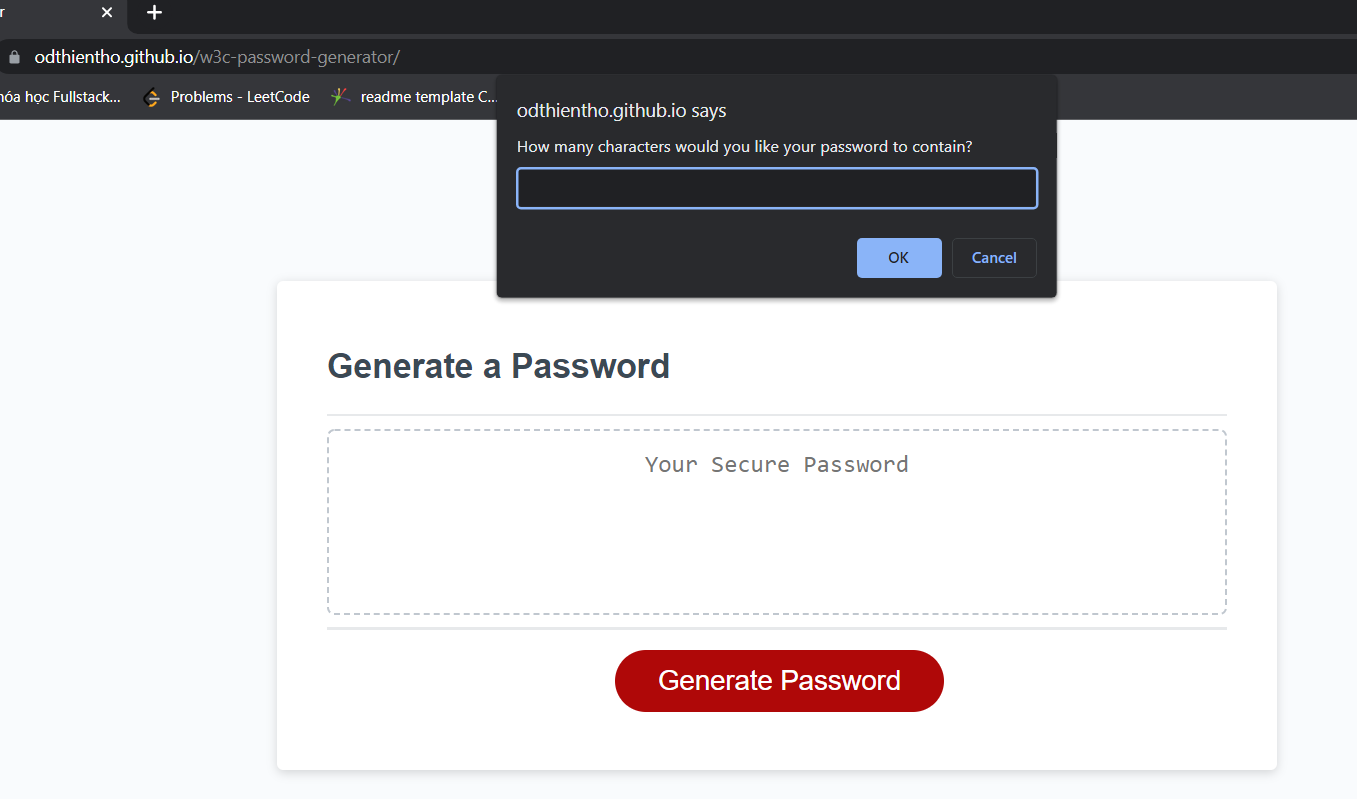 r
odthientho.github.io/w3c-password-generator/
hóa học Fullstack... Problems - LeetCode readme template C...
odthientho.github.io says
How many characters would you like your password to contain?
OK Cancel
Generate a Password
Your Secure Password
Generate Password